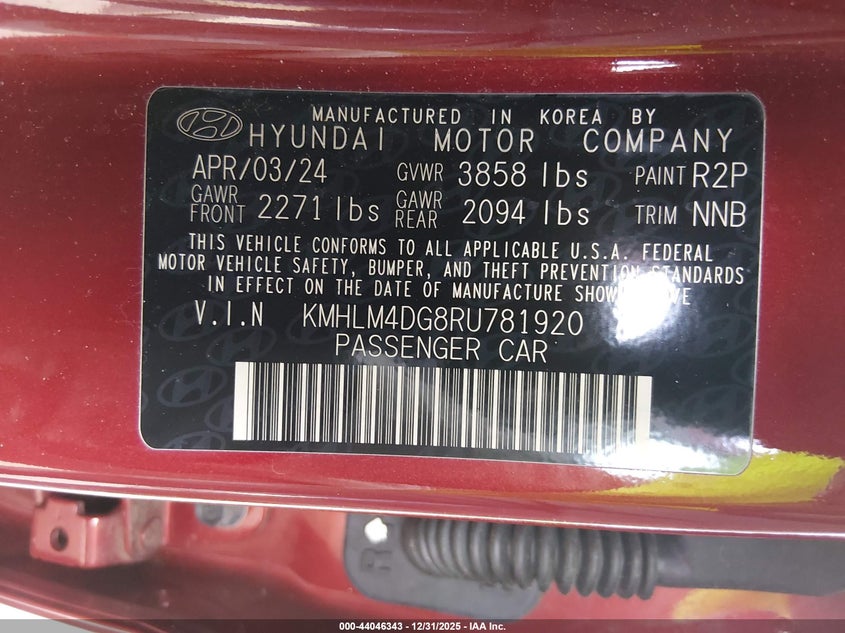 MANUFACTURED IN KOREA BY
HYUNDAI MOTOR COMPANY
APR/03/24 GVWR 3858 lbs PAINT R2P
GAWR FRONT 2271 lbs GAWR REAR 2094 lbs TRIM NNB
THIS VEHICLE CONFORMS TO ALL APPLICABLE U.S.A. FEDERAL
MOTOR VEHICLE SAFETY, BUMPER, AND THEFT PREVENTION STANDARDS
IN EFFECT ON THE DATE OF MANUFACTURE SHOWN ABOVE
V.I.N KMHLM4DG8RU781920
PASSENGER CAR
R
000-44046343 - 12/31/2025 - IAA Inc.